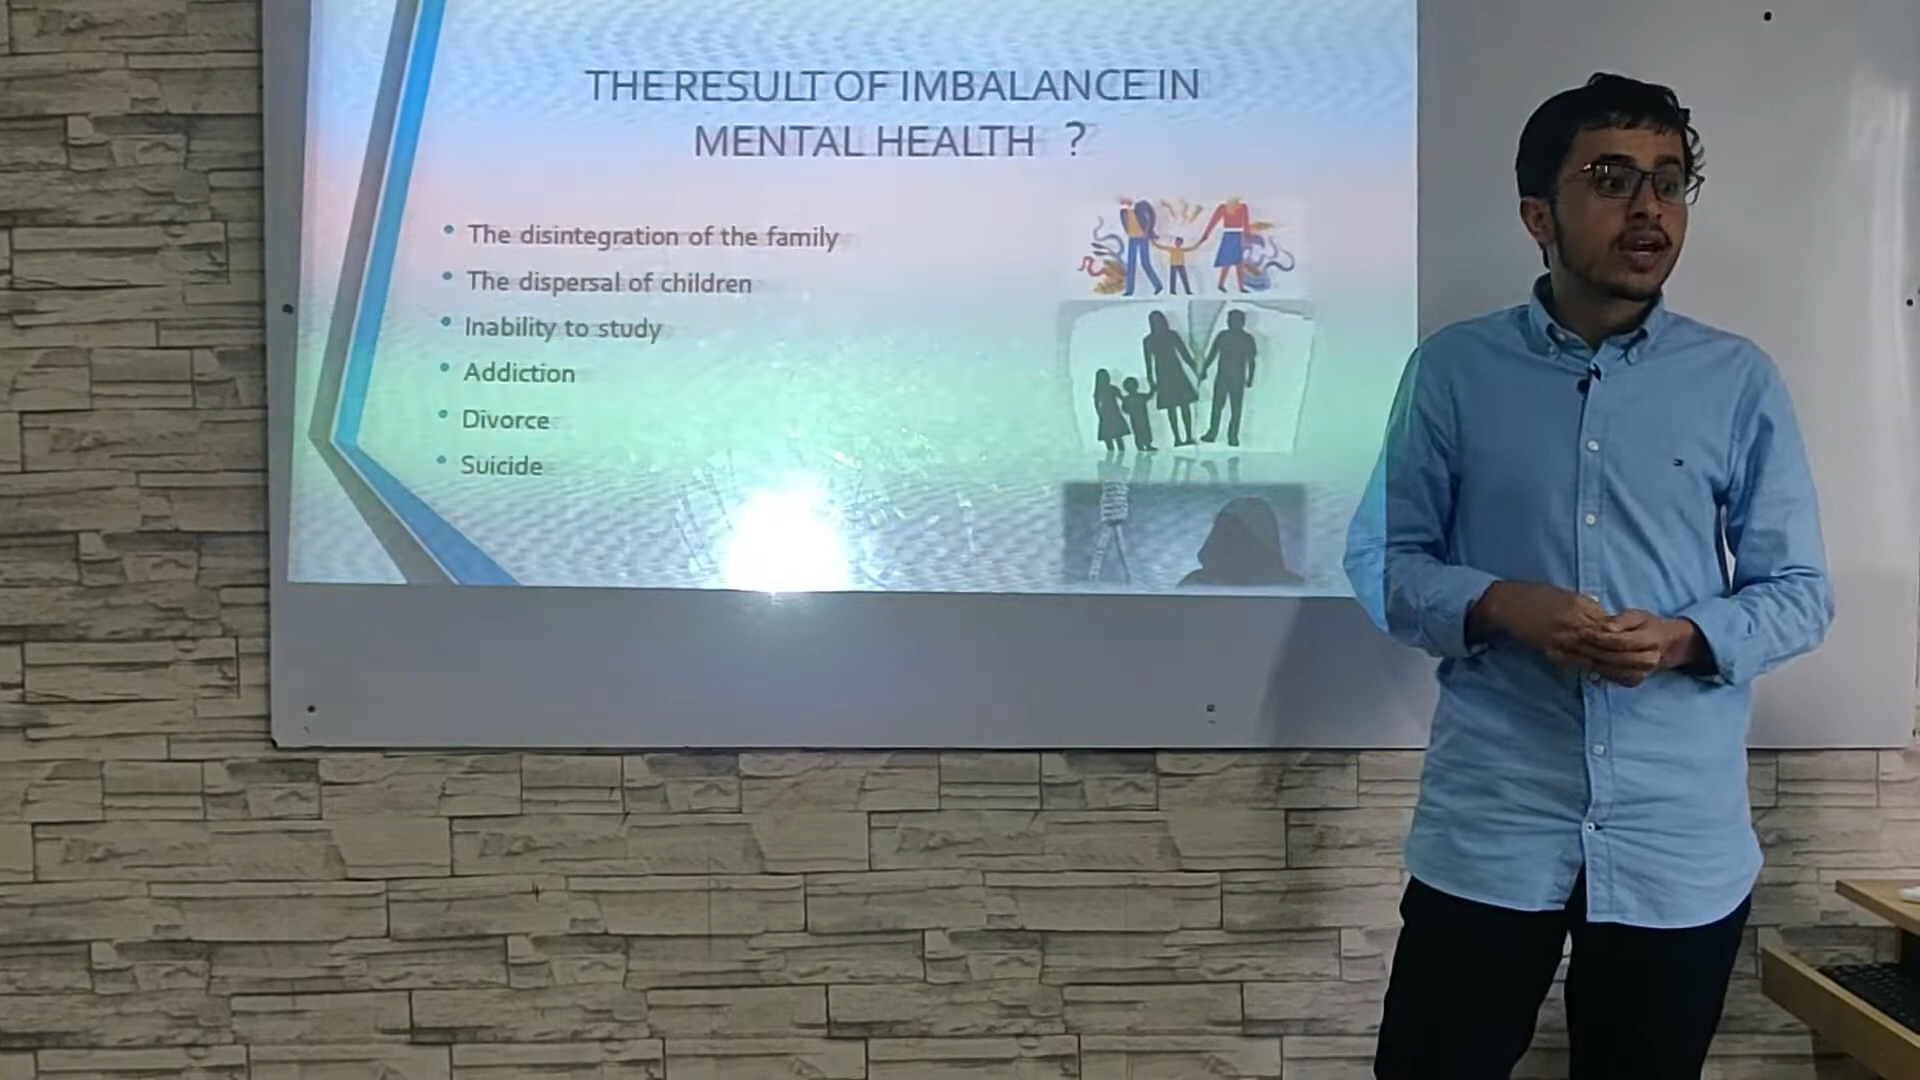 THE RESULT OF IMBALANCE IN
MENTAL HEALTH ?
• The disintegration of the family
• The dispersal of children
• Inability to study
• Addiction
• Divorce
• Suicide